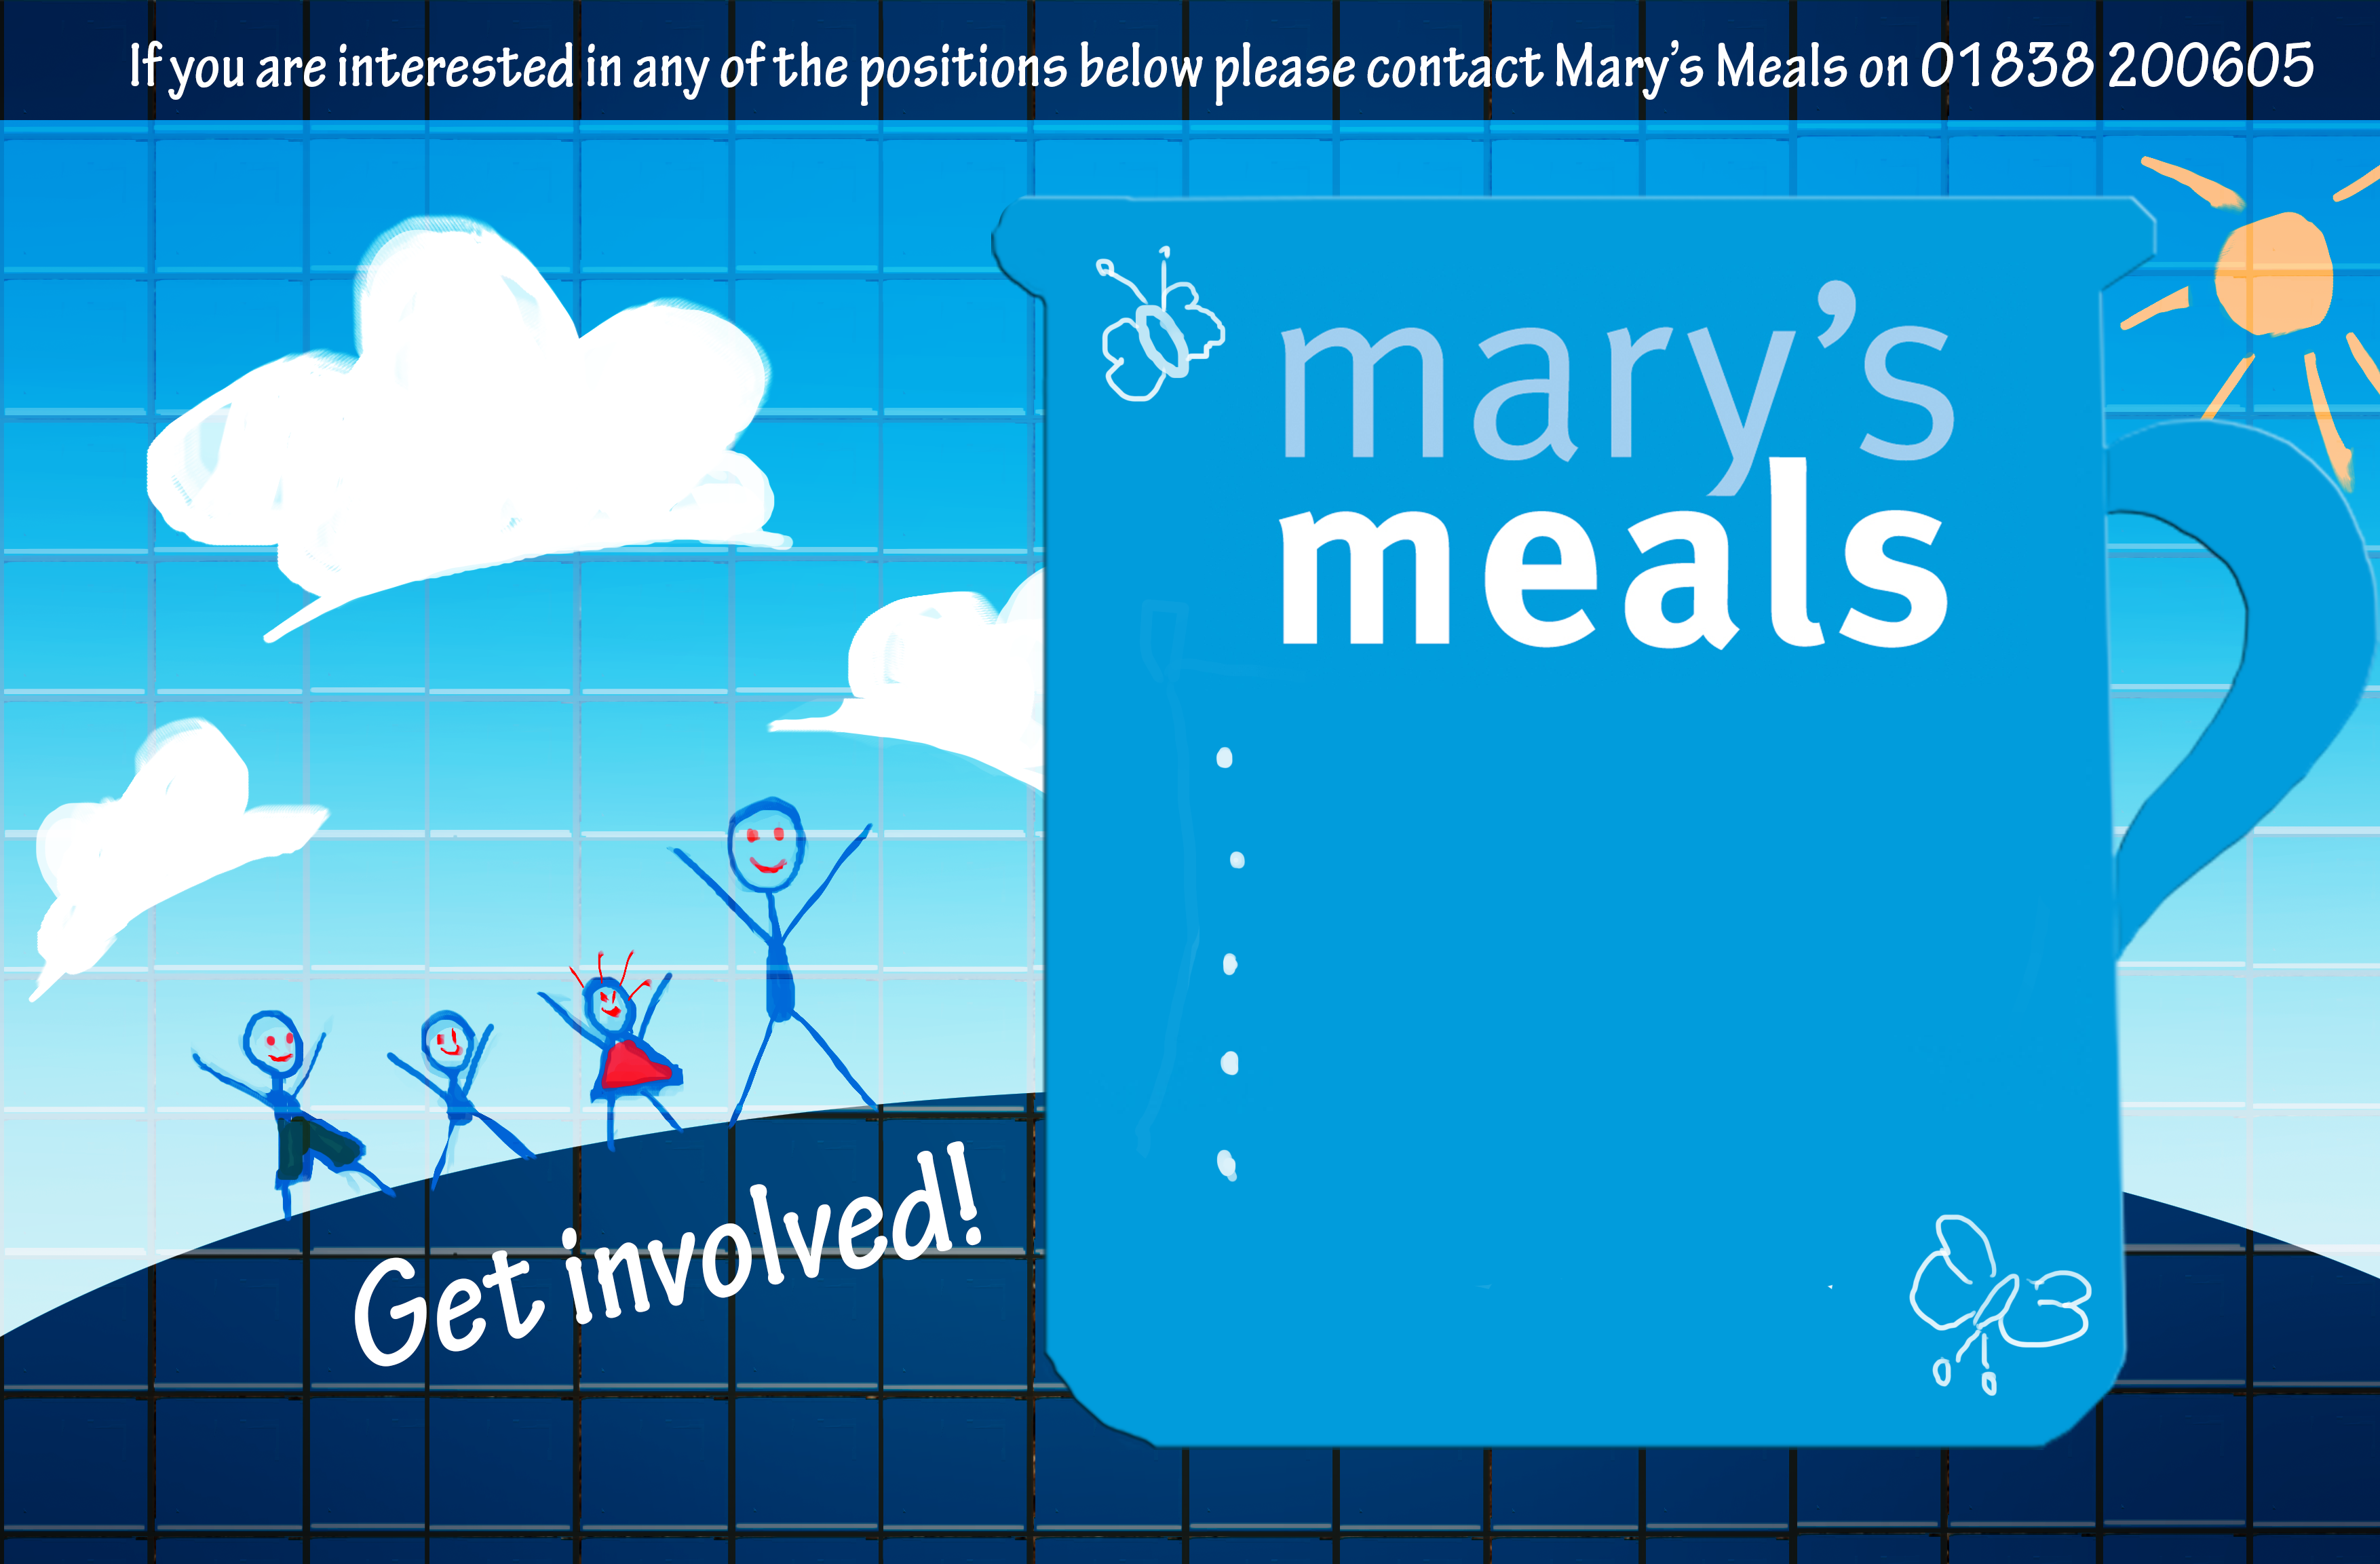 If you are interested in any of the positions below please contact Mary's Meals on 01838 200605
mary's
meals
Get involved!